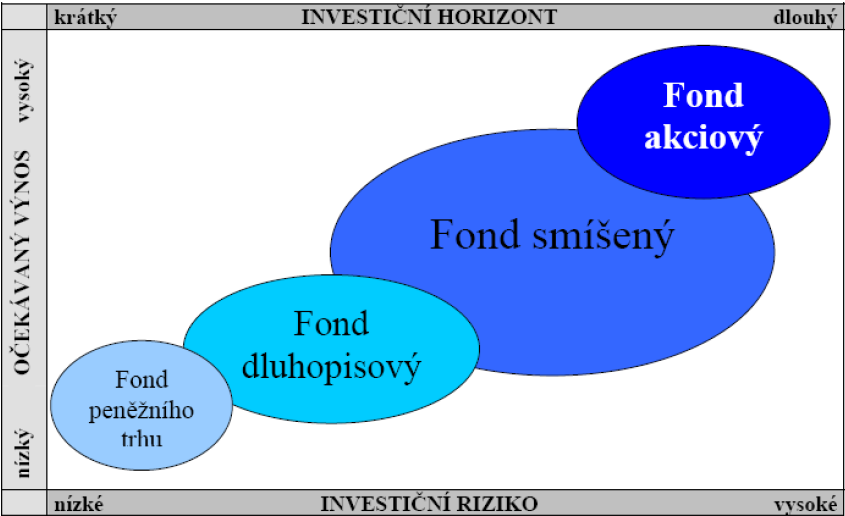 krátký INVESTIČNÍ HORIZONT dlouhý
vysoký
OČEKÁVANÝ VÝNOS
nízký
Fond
akciový
Fond smíšený
Fond
dluhopisový
Fond
peněžního
trhu
nízké INVESTIČNÍ RIZIKO vysoké